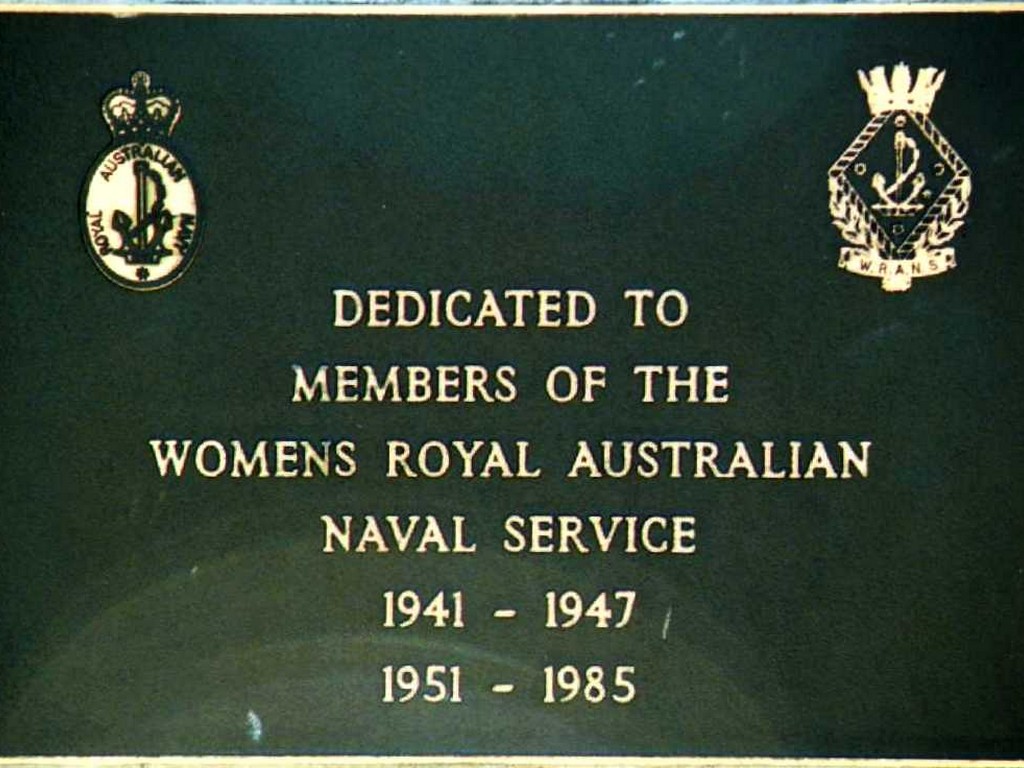 ROYAL AUSTRALIAN NAVY
W.R.A.N.S
DEDICATED TO
MEMBERS OF THE
WOMENS ROYAL AUSTRALIAN
NAVAL SERVICE
1941 - 1947
1951 - 1985